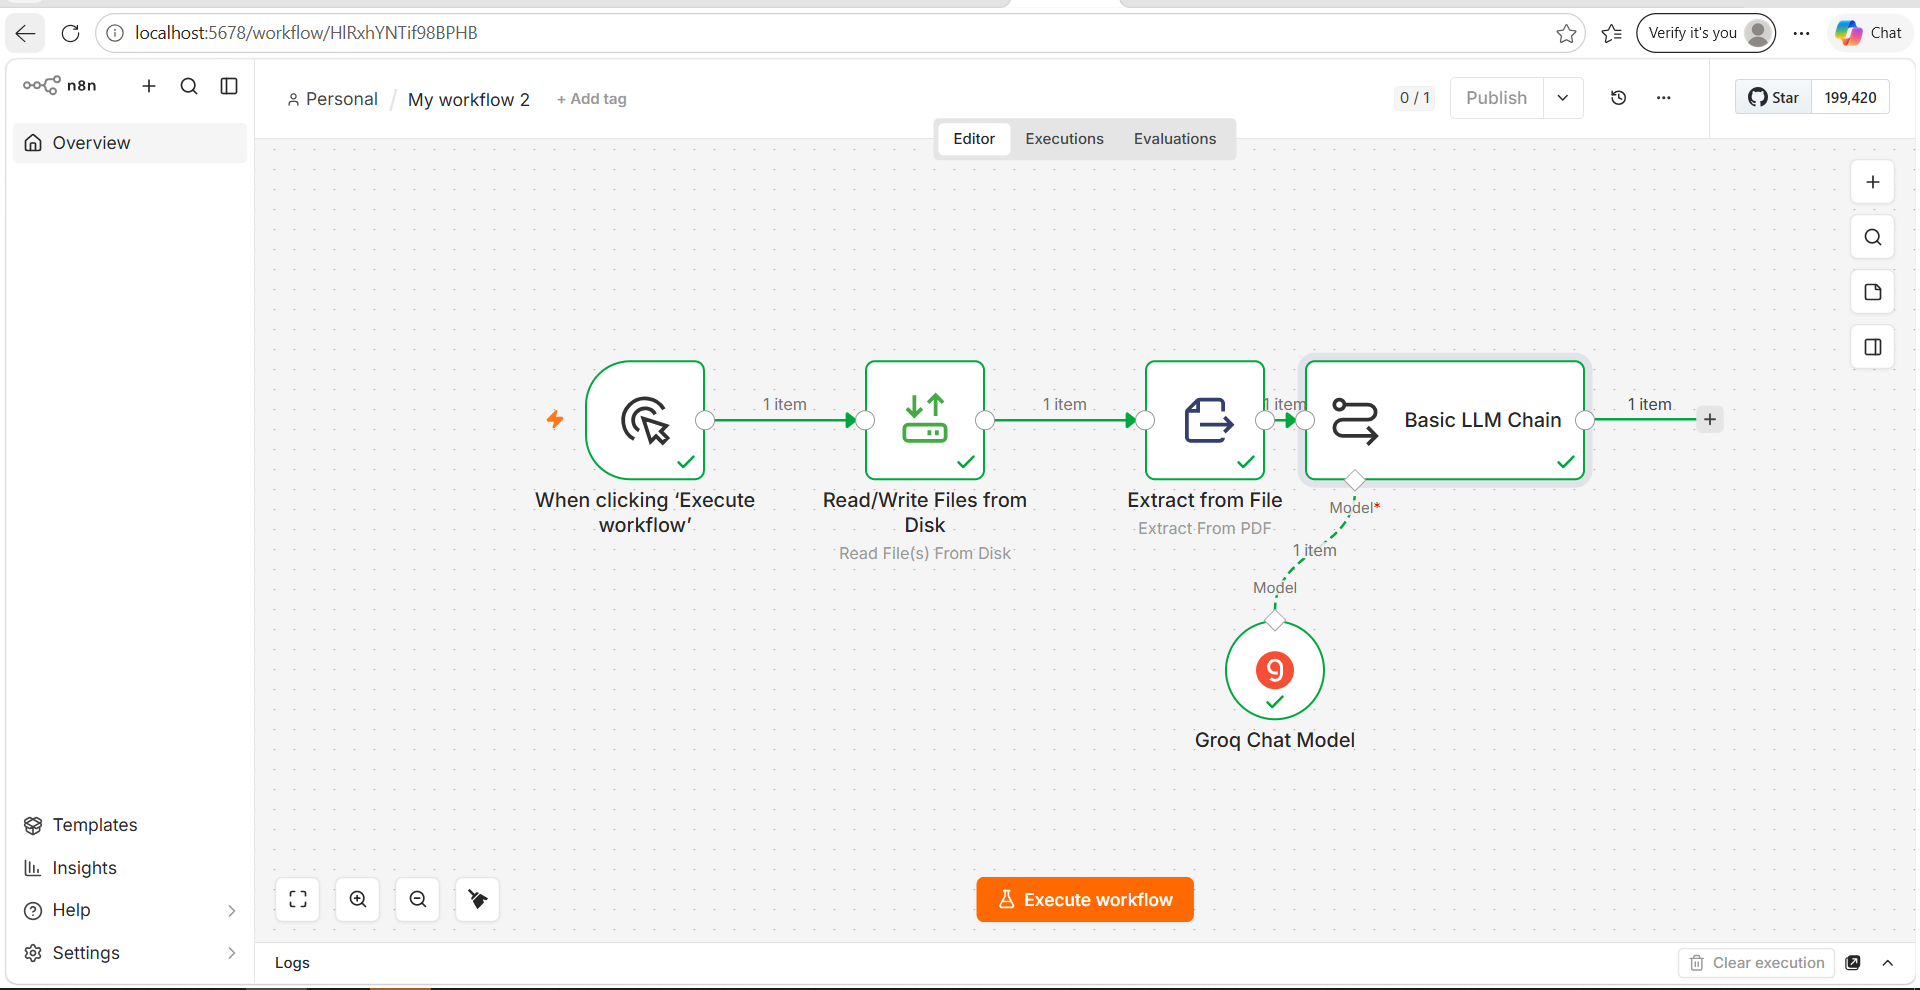 localhost:5678/workflow/HlRxhYNTif98BPHB
Verify it's you
Chat
n8n
Personal / My workflow 2 + Add tag
0 / 1
Publish
Star 199,420
Overview
Editor Executions Evaluations
1 item
1 item
1 item
1 item
Basic LLM Chain
When clicking ‘Execute
workflow’
Read/Write Files from
Disk
Read File(s) From Disk
Extract from File
Extract From PDF
Model*
1 item
Model
Groq Chat Model
Templates
Insights
Help
Settings
Execute workflow
Logs
Clear execution